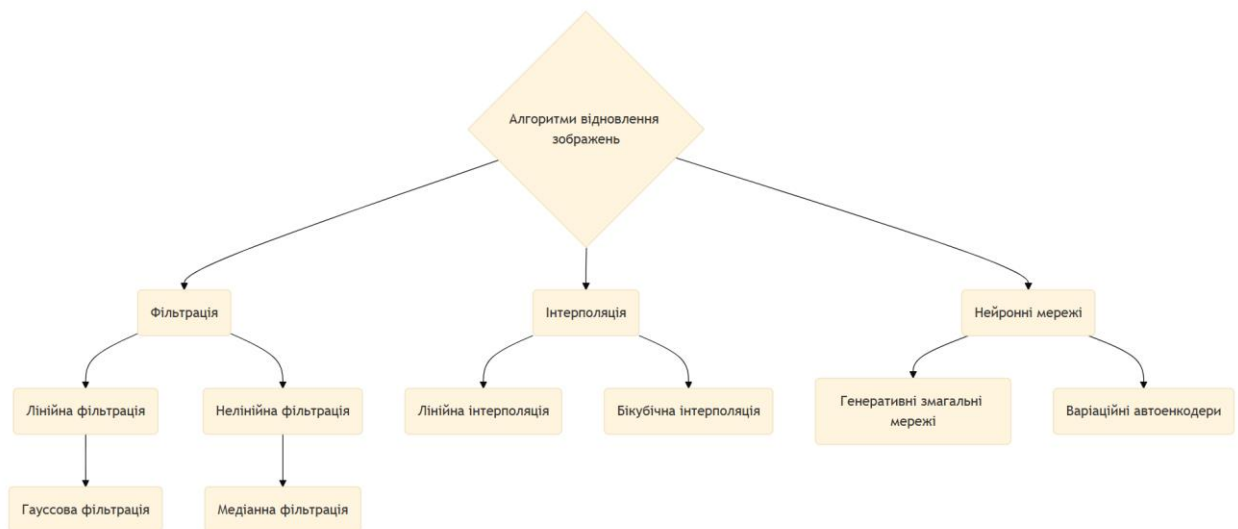 Алгоритми відновлення
зображень
Фільтрація
Інтерполяція
Нейронні мережі
Лінійна фільтрація
Нелінійна фільтрація
Лінійна інтерполяція
Бікубічна інтерполяція
Генеративні змагальні
мережі
Варіаційні автоенкодери
Гауссова фільтрація
Медіанна фільтрація